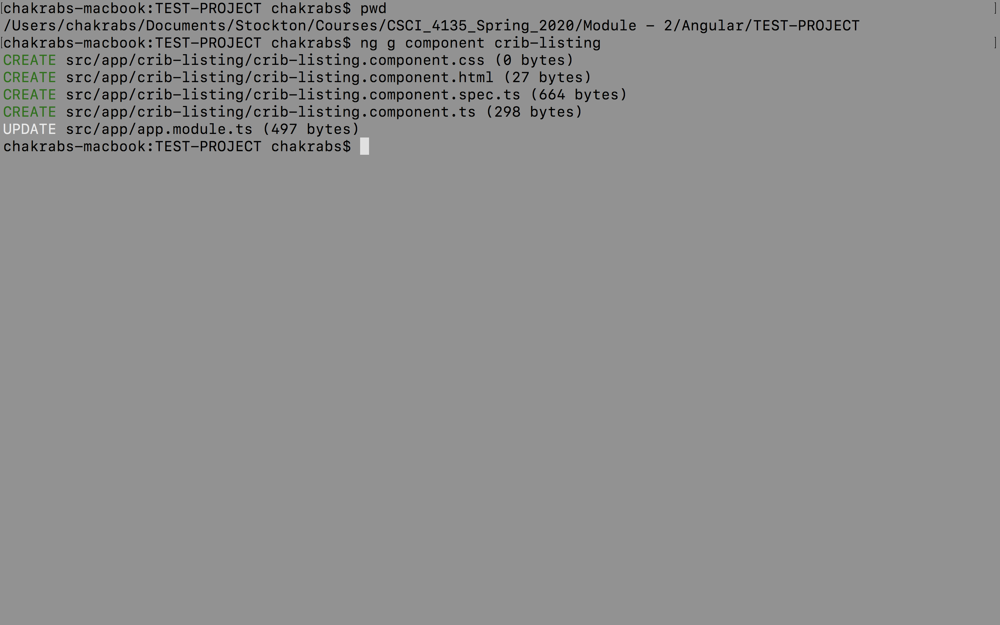 [chakrabs-macbook:TEST-PROJECT chakrabs$ pwd ]
/Users/chakrabs/Documents/Stockton/Courses/CSCI_4135_Spring_2020/Module - 2/Angular/TEST-PROJECT
[chakrabs-macbook:TEST-PROJECT chakrabs$ ng g component crib-listing ]
CREATE src/app/crib-listing/crib-listing.component.css (0 bytes)
CREATE src/app/crib-listing/crib-listing.component.html (27 bytes)
CREATE src/app/crib-listing/crib-listing.component.spec.ts (664 bytes)
CREATE src/app/crib-listing/crib-listing.component.ts (298 bytes)
UPDATE src/app/app.module.ts (497 bytes)
chakrabs-macbook:TEST-PROJECT chakrabs$